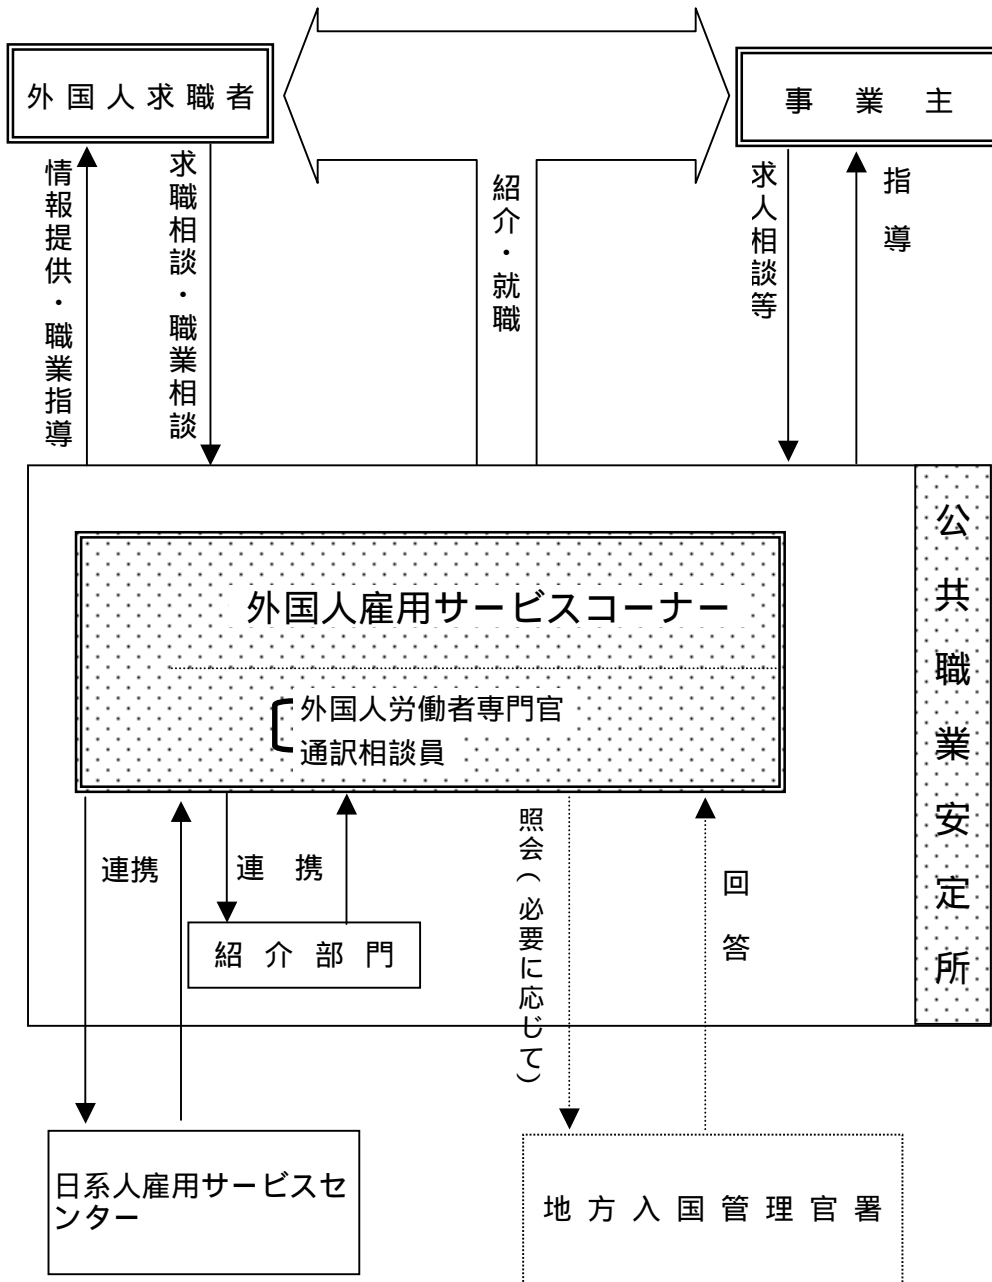 外国人求職者
事業主
情報提供・職業指導
求職相談・職業相談
紹介・就職
求人相談等
指導
公共職業安定所
外国人雇用サービスコーナー
外国人労働者専門官
通訳相談員
連携
連携
照会(必要に応じて)
回答
紹介部門
日系人雇用サービスセ
ンター
地方入国管理官署